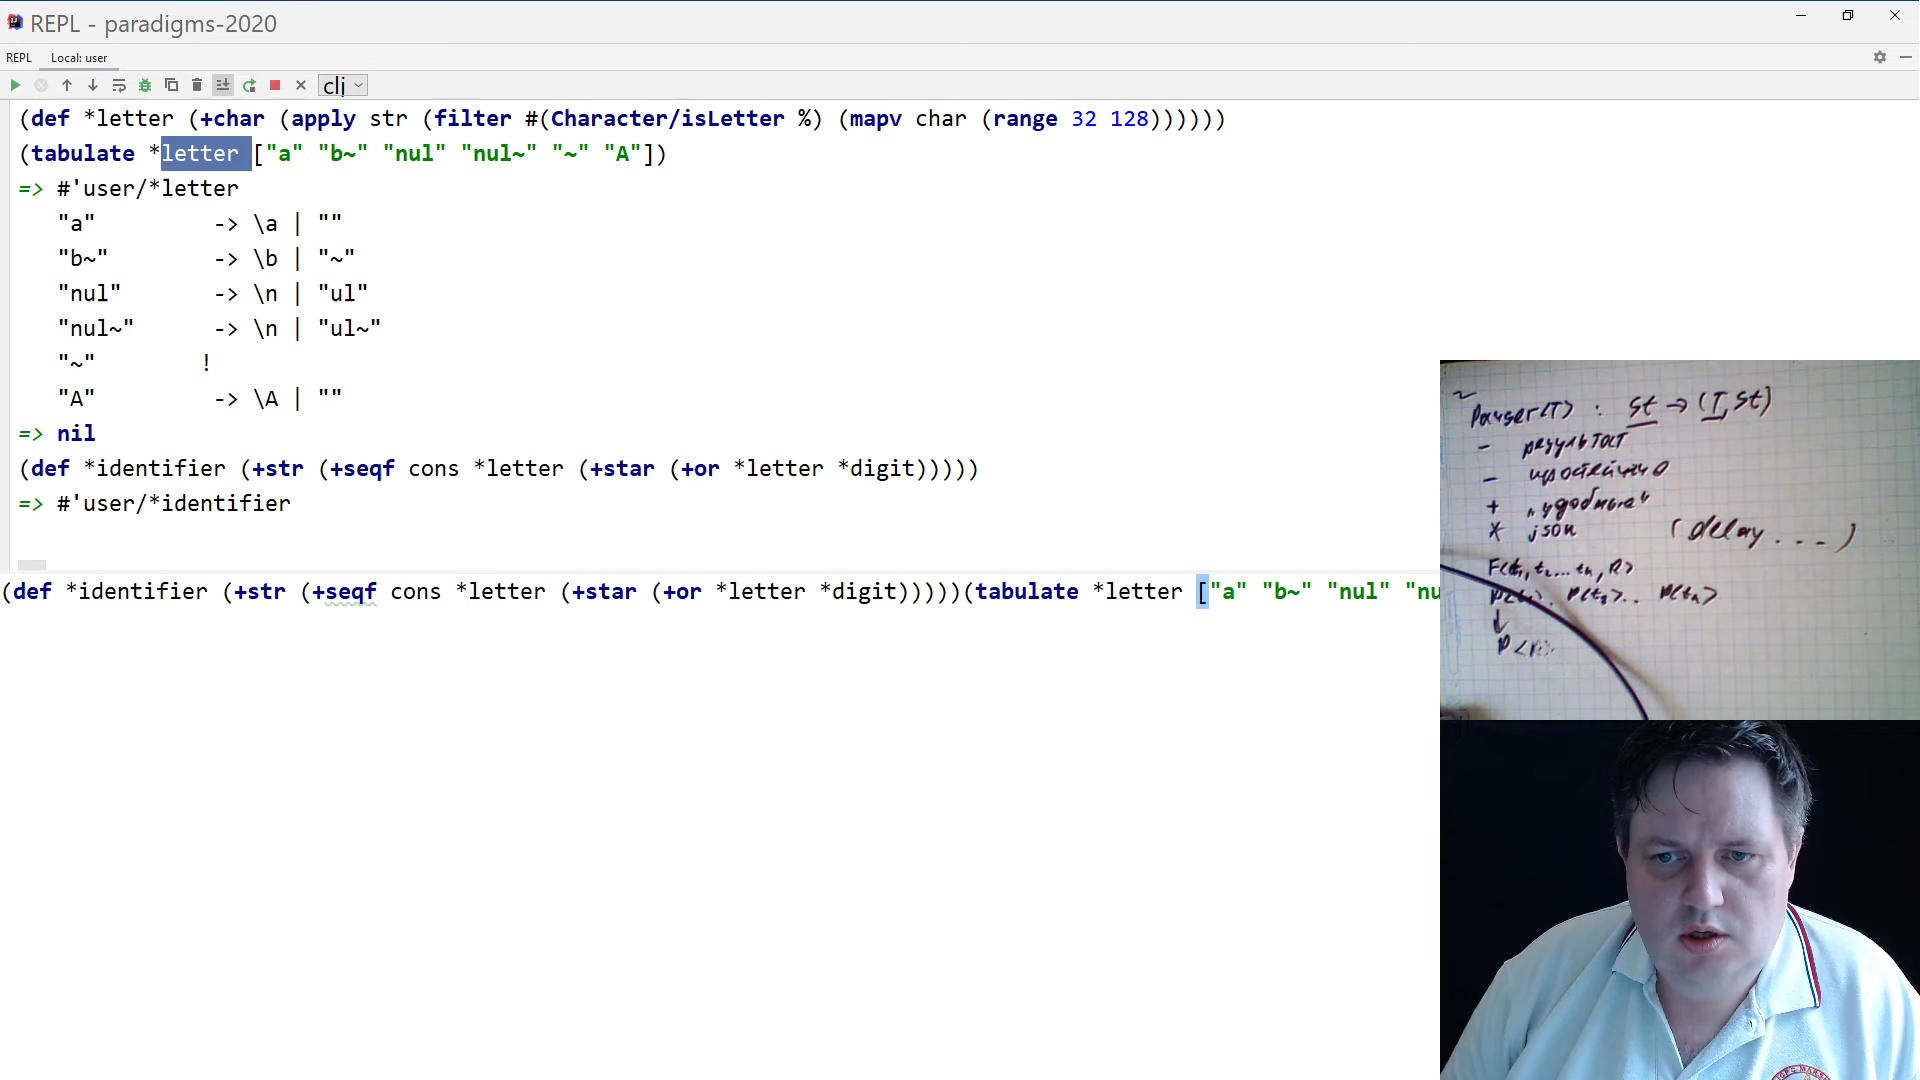 REPL - paradigms-2020
REPL Local: user
clj
(def *letter (+char (apply str (filter #(Character/isLetter %) (mapv char (range 32 128))))))
(tabulate *letter ["a" "b~" "nul" "nul~" "~" "A"])
=> #'user/*letter
"a" -> \a | ""
"b~" -> \b | "~"
"nul" -> \n | "ul"
"nul~" -> \n | "ul~"
"~" !
"A" -> \A | ""
=> nil
(def *identifier (+str (+seqf cons *letter (+star (+or *letter *digit)))))
=> #'user/*identifier
(def *identifier (+str (+seqf cons *letter (+star (+or *letter *digit)))))(tabulate *letter ["a" "b~" "nul" "nu
: St → (T, St)
- результат
+ „удобные"
* json (delay . . . )